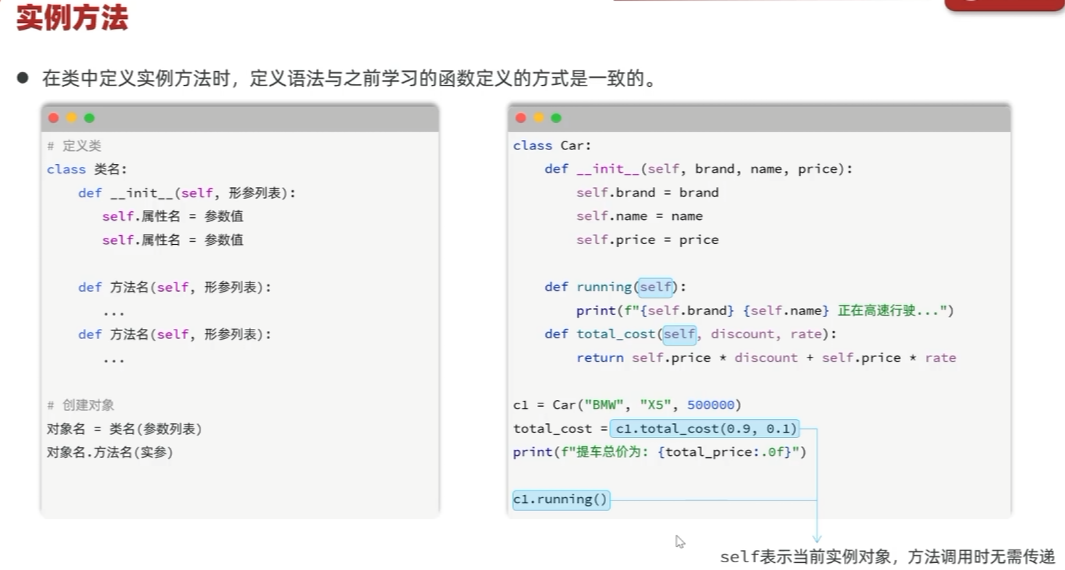 实例方法
● 在类中定义实例方法时，定义语法与之前学习的函数定义的方式是一致的。
# 定义类
class 类名:
    def __init__(self, 形参列表):
        self.属性名 = 参数值
        self.属性名 = 参数值
    def 方法名(self, 形参列表):
        ...
    def 方法名(self, 形参列表):
        ...
# 创建对象
对象名 = 类名(参数列表)
对象名.方法名(实参)
class Car:
    def __init__(self, brand, name, price):
        self.brand = brand
        self.name = name
        self.price = price
    def running(self):
        print(f"{self.brand} {self.name} 正在高速行驶...")
    def total_cost(self, discount, rate):
        return self.price * discount + self.price * rate
c1 = Car("BMW", "X5", 500000)
total_cost = c1.total_cost(0.9, 0.1)
print(f"提车总价为: {total_price:.0f}")
c1.running()
self表示当前实例对象，方法调用时无需传递